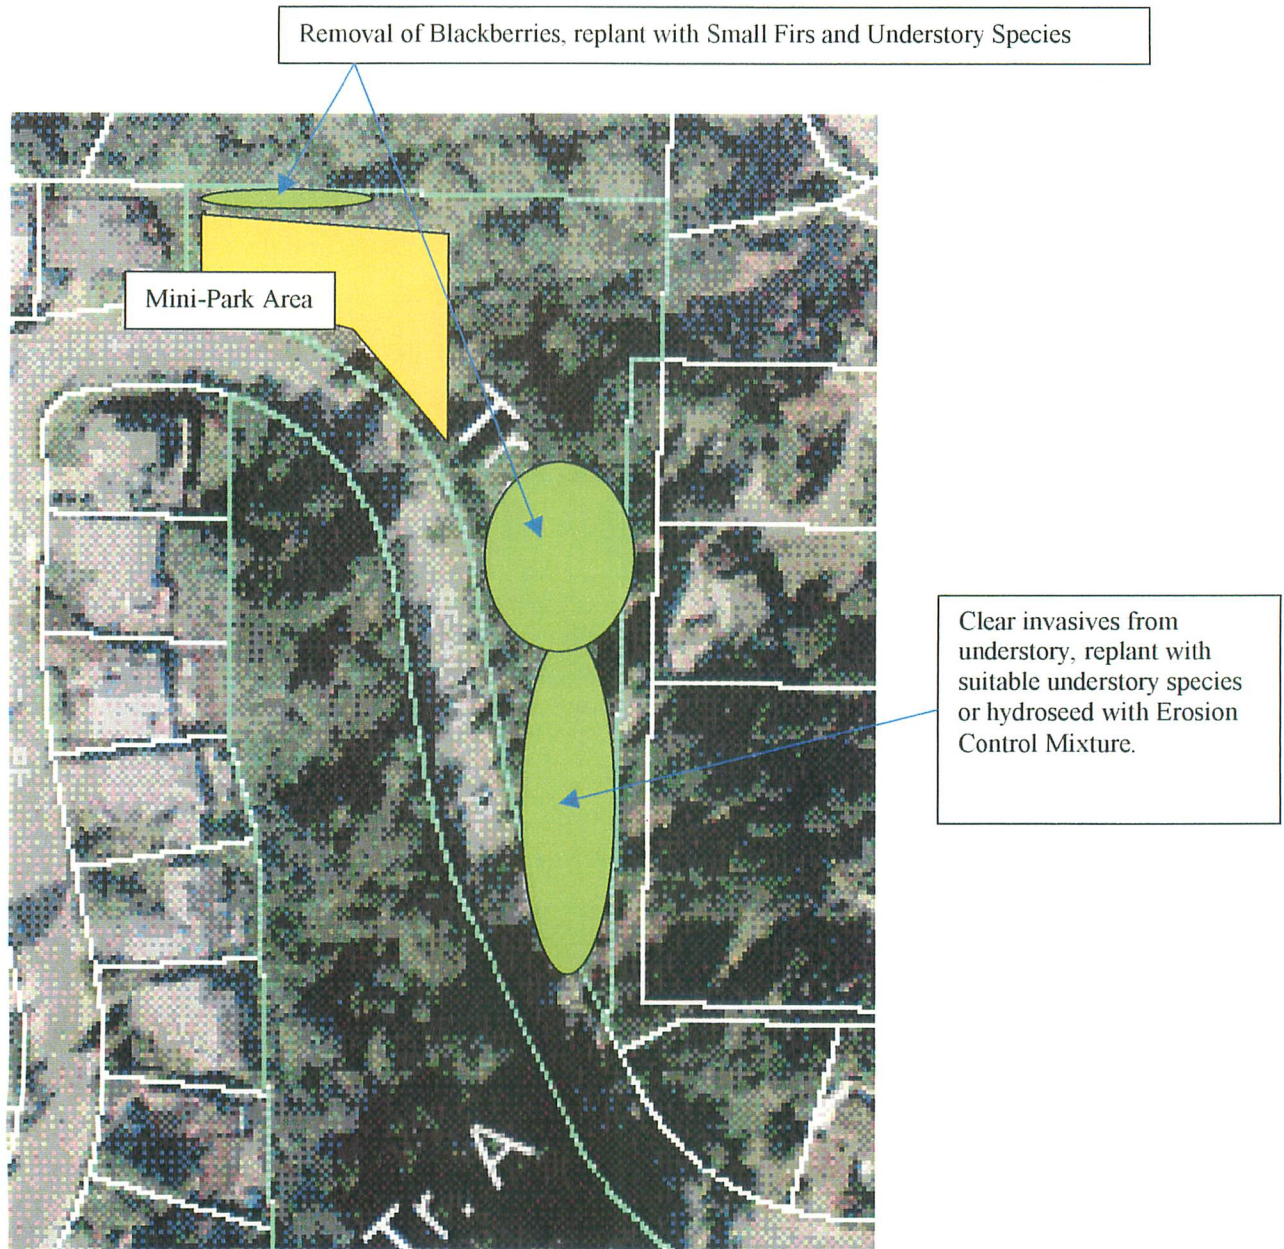 Removal of Blackberries, replant with Small Firs and Understory Species
Mini-Park Area
Tr
Clear invasives from
understory, replant with
suitable understory species
or hydroseed with Erosion
Control Mixture.
Tr. A